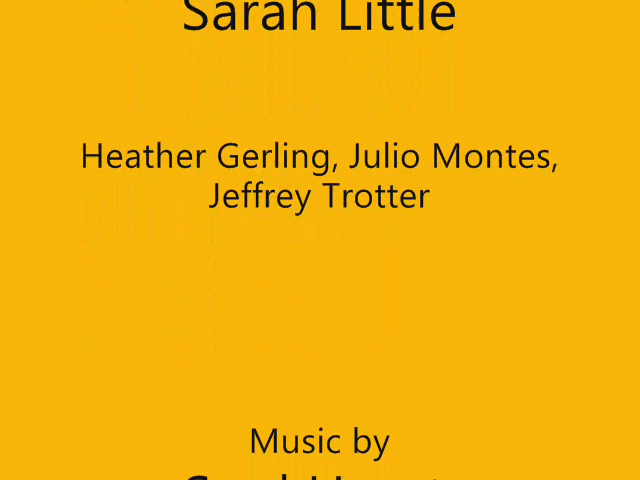 Sarah Little
Heather Gerling, Julio Montes,
Jeffrey Trotter
Music by